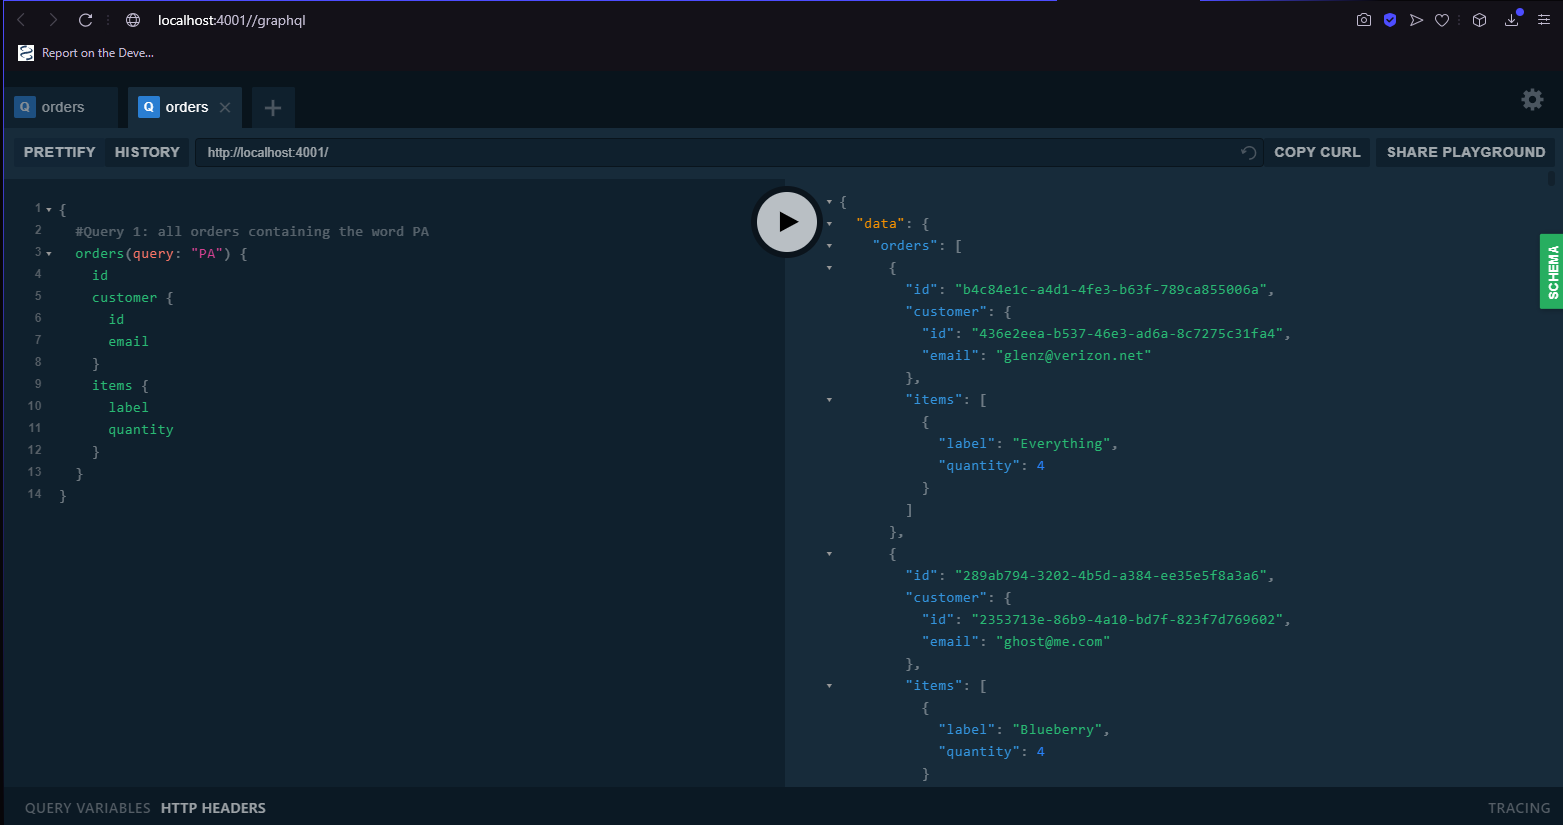 localhost:4001//graphql
Report on the Deve...
Q orders
Q orders
PRETTIFY HISTORY http://localhost:4001/ COPY CURL SHARE PLAYGROUND
1 {
2 #Query 1: all orders containing the word PA
3 orders(query: "PA") {
4 id
5 customer {
6 id
7 email
8 }
9 items {
10 label
11 quantity
12 }
13 }
14 }
{
"data": {
"orders": [
{
"id": "b4c84e1c-a4d1-4fe3-b63f-789ca855006a",
"customer": {
"id": "436e2eea-b537-46e3-ad6a-8c7275c31fa4",
"email": "glenz@verizon.net"
},
"items": [
{
"label": "Everything",
"quantity": 4
}
]
},
{
"id": "289ab794-3202-4b5d-a384-ee35e5f8a3a6",
"customer": {
"id": "2353713e-86b9-4a10-bd7f-823f7d769602",
"email": "ghost@me.com"
},
"items": [
{
"label": "Blueberry",
"quantity": 4
}
SCHEMA
QUERY VARIABLES HTTP HEADERS
TRACING